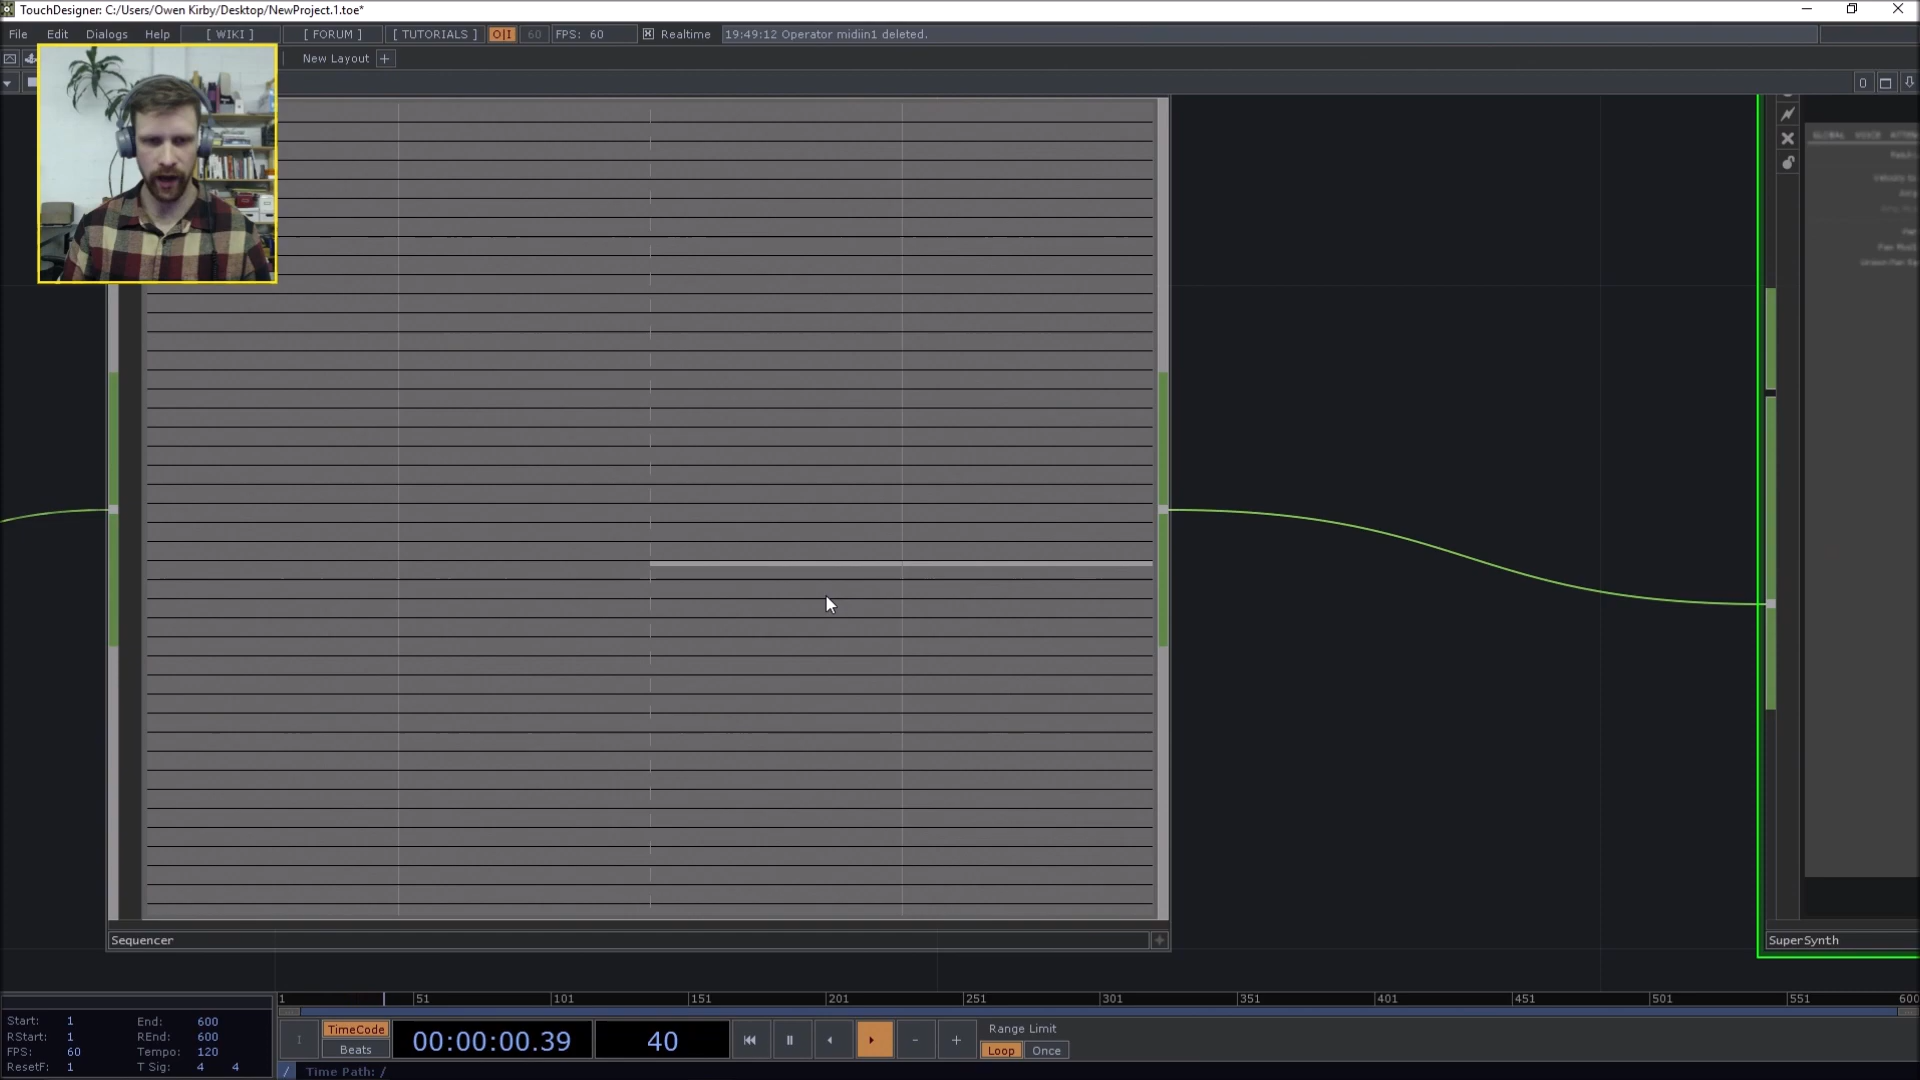 TouchDesigner: C:/Users/Owen Kirby/Desktop/NewProject.1.toe*
File Edit Dialogs Help [ WIKI ] [ FORUM ] [ TUTORIALS ] O|I 60 FPS: 60 Realtime 19:49:12 Operator midiin1 deleted.
New Layout +
0
GLOBAL VOICE
Sequencer
SuperSynth
1 51 101 151 201 251 301 351 401 451 501 551 600
Start: 1 End: 600
RStart: 1 REnd: 600
FPS: 60 Tempo: 120
ResetF: 1 T Sig: 4 4
TimeCode
Beats
00:00:00.39
40
- +
Range Limit
Loop Once
/ Time Path: /